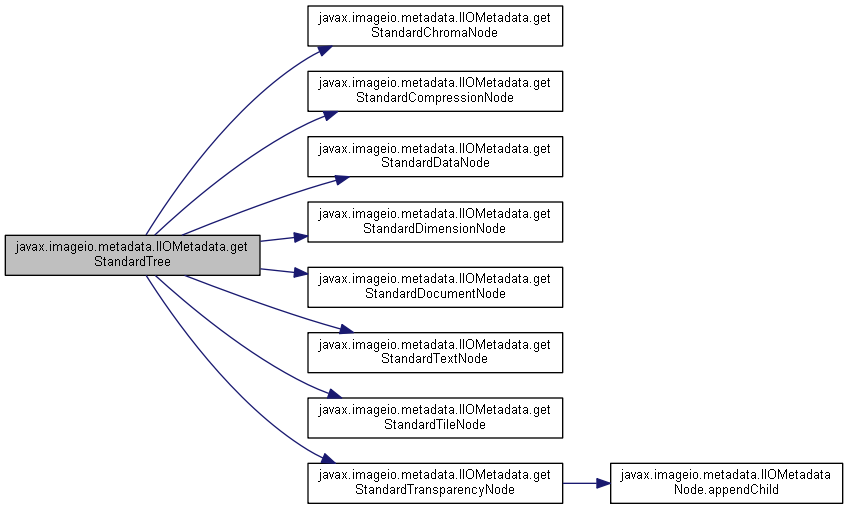 javax.imageio.metadata.IIOMetadata.get
StandardChromaNode
javax.imageio.metadata.IIOMetadata.get
StandardCompressionNode
javax.imageio.metadata.IIOMetadata.get
StandardDataNode
javax.imageio.metadata.IIOMetadata.get
StandardDimensionNode
javax.imageio.metadata.IIOMetadata.get
StandardTree
javax.imageio.metadata.IIOMetadata.get
StandardDocumentNode
javax.imageio.metadata.IIOMetadata.get
StandardTextNode
javax.imageio.metadata.IIOMetadata.get
StandardTileNode
javax.imageio.metadata.IIOMetadata.get
StandardTransparencyNode
javax.imageio.metadata.IIOMetadata
Node.appendChild